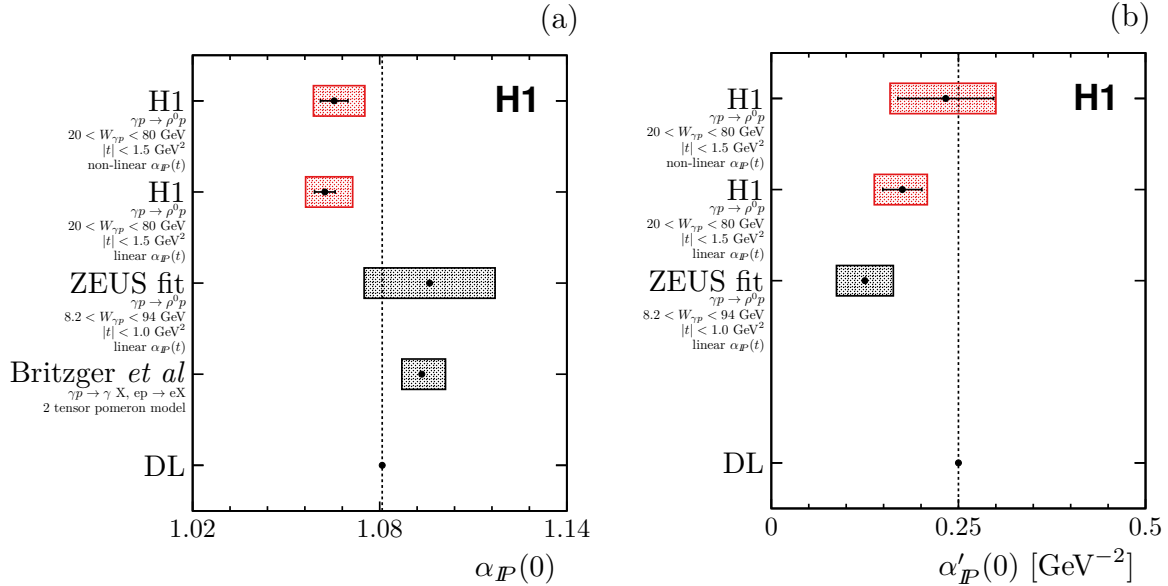 (a)
H1
H1
γp → ρ⁰p
20 < W_γp < 80 GeV
|t| < 1.5 GeV²
non-linear α_IP(t)
H1
γp → ρ⁰p
20 < W_γp < 80 GeV
|t| < 1.5 GeV²
linear α_IP(t)
ZEUS fit
γp → ρ⁰p
8.2 < W_γp < 94 GeV
|t| < 1.0 GeV²
linear α_IP(t)
Britzger et al
γp → γ X, ep → eX
2 tensor pomeron model
DL
1.02 1.08 1.14
α_IP(0)
(b)
H1
H1
γp → ρ⁰p
20 < W_γp < 80 GeV
|t| < 1.5 GeV²
non-linear α_IP(t)
H1
γp → ρ⁰p
20 < W_γp < 80 GeV
|t| < 1.5 GeV²
linear α_IP(t)
ZEUS fit
γp → ρ⁰p
8.2 < W_γp < 94 GeV
|t| < 1.0 GeV²
linear α_IP(t)
DL
0 0.25 0.5
α′_IP(0) [GeV⁻²]